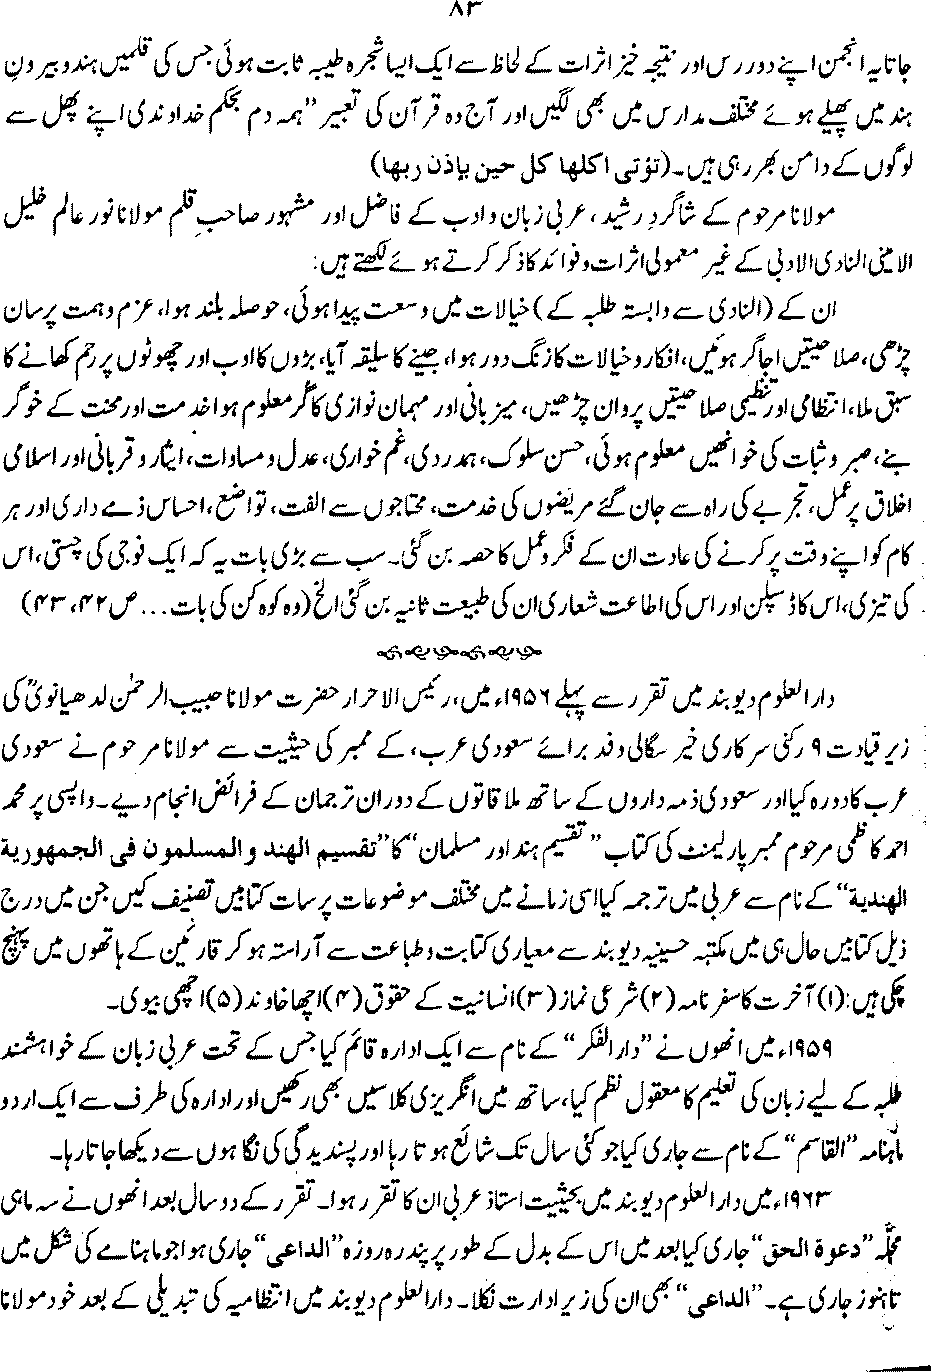 ۸۳
جاتا یہ انجمن اپنے دور رس اور نتیجہ خیز اثرات کے لحاظ سے ایک ایسا شجرہ طیبہ ثابت ہوئی جس کی قلمیں ہند و بیرونِ
ہند میں پھیلے ہوئے مختلف مدارس میں بھی لگیں اور آج وہ قرآن کی تعبیر ”ہمہ دم بحکم خداوندی اپنے پھل سے
لوگوں کے دامن بھر رہی ہیں۔(تؤتی اکلھا کل حین باذن ربھا)
مولانا مرحوم کے شاگردِ رشید، عربی زبان و ادب کے فاضل اور مشہور صاحبِ قلم مولانا نور عالم خلیل
الامینی النادی الادبی کے غیر معمولی اثرات و فوائد کا ذکر کرتے ہوئے لکھتے ہیں:
ان کے (النادی سے وابستہ طلبہ کے) خیالات میں وسعت پیدا ہوئی، حوصلہ بلند ہوا، عزم و ہمت پر سان
چڑھی، صلاحیتیں اجاگر ہوئیں، افکار و خیالات کا زنگ دور ہوا، جینے کا سلیقہ آیا، بڑوں کا ادب اور چھوٹوں پر رحم کھانے کا
سبق ملا، انتظامی اور تنظیمی صلاحیتیں پروان چڑھیں، میزبانی اور مہمان نوازی کا گر معلوم ہوا خدمت اور محنت کے خوگر
بنے، صبر و ثبات کی خو انھیں معلوم ہوئی، حسن سلوک، ہمدردی، غم خواری، عدل و مساوات، ایثار و قربانی اور اسلامی
اخلاق پر عمل، تجربے کی راہ سے جان گئے مریضوں کی خدمت، محتاجوں سے الفت، تواضع، احساس ذمے داری اور ہر
کام کو اپنے وقت پر کرنے کی عادت ان کے فکر و عمل کا حصہ بن گئی۔ سب سے بڑی بات یہ کہ ایک فوجی کی چستی، اس
کی تیزی، اس کا ڈسپلن اور اس کی اطاعت شعاری ان کی طبیعت ثانیہ بن گئی الخ (وہ کوہ کن کی بات... ص ۴۲، ۴۳)
دارالعلوم دیوبند میں تقرر سے پہلے ۱۹۵۶ء میں، رئیس الاحرار حضرت مولانا حبیب الرحمٰن لدھیانویؒ کی
زیر قیادت ۹ رکنی سرکاری خیر سگالی وفد برائے سعودی عرب، کے ممبر کی حیثیت سے مولانا مرحوم نے سعودی
عرب کا دورہ کیا اور سعودی ذمہ داروں کے ساتھ ملاقاتوں کے دوران ترجمان کے فرائض انجام دیے۔ واپسی پر محمد
احمد کاظمی مرحوم ممبر پارلیمنٹ کی کتاب ”تقسیم ہند اور مسلمان“ کا ”تقسیم الهند و المسلمون فی الجمهورية
الهندية“ کے نام سے عربی میں ترجمہ کیا اسی زمانے میں مختلف موضوعات پر سات کتابیں تصنیف کیں جن میں درج
ذیل کتابیں حال ہی میں مکتبہ حسینیہ دیوبند سے معیاری کتابت و طباعت سے آراستہ ہو کر قارئین کے ہاتھوں میں پہنچ
چکی ہیں: (۱) آخرت کا سفر نامہ (۲) شرعی نماز (۳) انسانیت کے حقوق (۴) اچھا خاوند (۵) اچھی بیوی۔
۱۹۵۹ء میں انھوں نے ”دارالفکر“ کے نام سے ایک ادارہ قائم کیا جس کے تحت عربی زبان کے خواہشمند
طلبہ کے لیے زبان کی تعلیم کا معقول نظم کیا، ساتھ میں انگریزی کلاسیں بھی رکھیں اور ادارہ کی طرف سے ایک اردو
ماہنامہ ”القاسم“ کے نام سے جاری کیا جو کئی سال تک شائع ہوتا رہا اور پسندیدگی کی نگاہوں سے دیکھا جاتا رہا۔
۱۹۶۳ء میں دارالعلوم دیوبند میں بحیثیت استاذ عربی ان کا تقرر ہوا۔ تقرر کے دو سال بعد انھوں نے سہ ماہی
مجلّہ ”دعوة الحق“ جاری کیا بعد میں اس کے بدل کے طور پر پندرہ روزہ ”الداعی“ جاری ہوا جو ماہنامے کی شکل میں
تا ہنوز جاری ہے۔ ”الداعی“ بھی ان کی زیر ادارت نکلا۔ دارالعلوم دیوبند میں انتظامیہ کی تبدیلی کے بعد خود مولانا